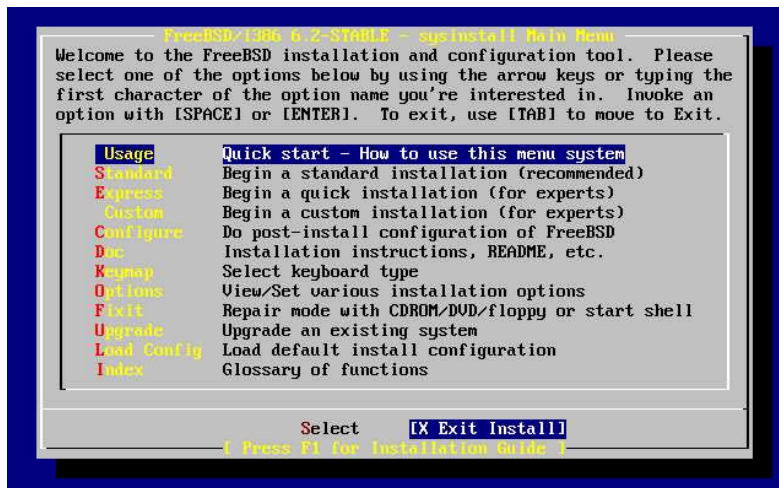 FreeBSD/i386 6.2-STABLE - sysinstall Main Menu
Welcome to the FreeBSD installation and configuration tool.  Please
select one of the options below by using the arrow keys or typing the
first character of the option name you're interested in.  Invoke an
option with [SPACE] or [ENTER].  To exit, use [TAB] to move to Exit.
Usage Quick start - How to use this menu system
Standard Begin a standard installation (recommended)
Express Begin a quick installation (for experts)
Custom Begin a custom installation (for experts)
Configure Do post-install configuration of FreeBSD
Doc Installation instructions, README, etc.
Keymap Select keyboard type
Options View/Set various installation options
Fixit Repair mode with CDROM/DVD/floppy or start shell
Upgrade Upgrade an existing system
Load Config Load default install configuration
Index Glossary of functions
Select [X Exit Install]
[ Press F1 for Installation Guide ]